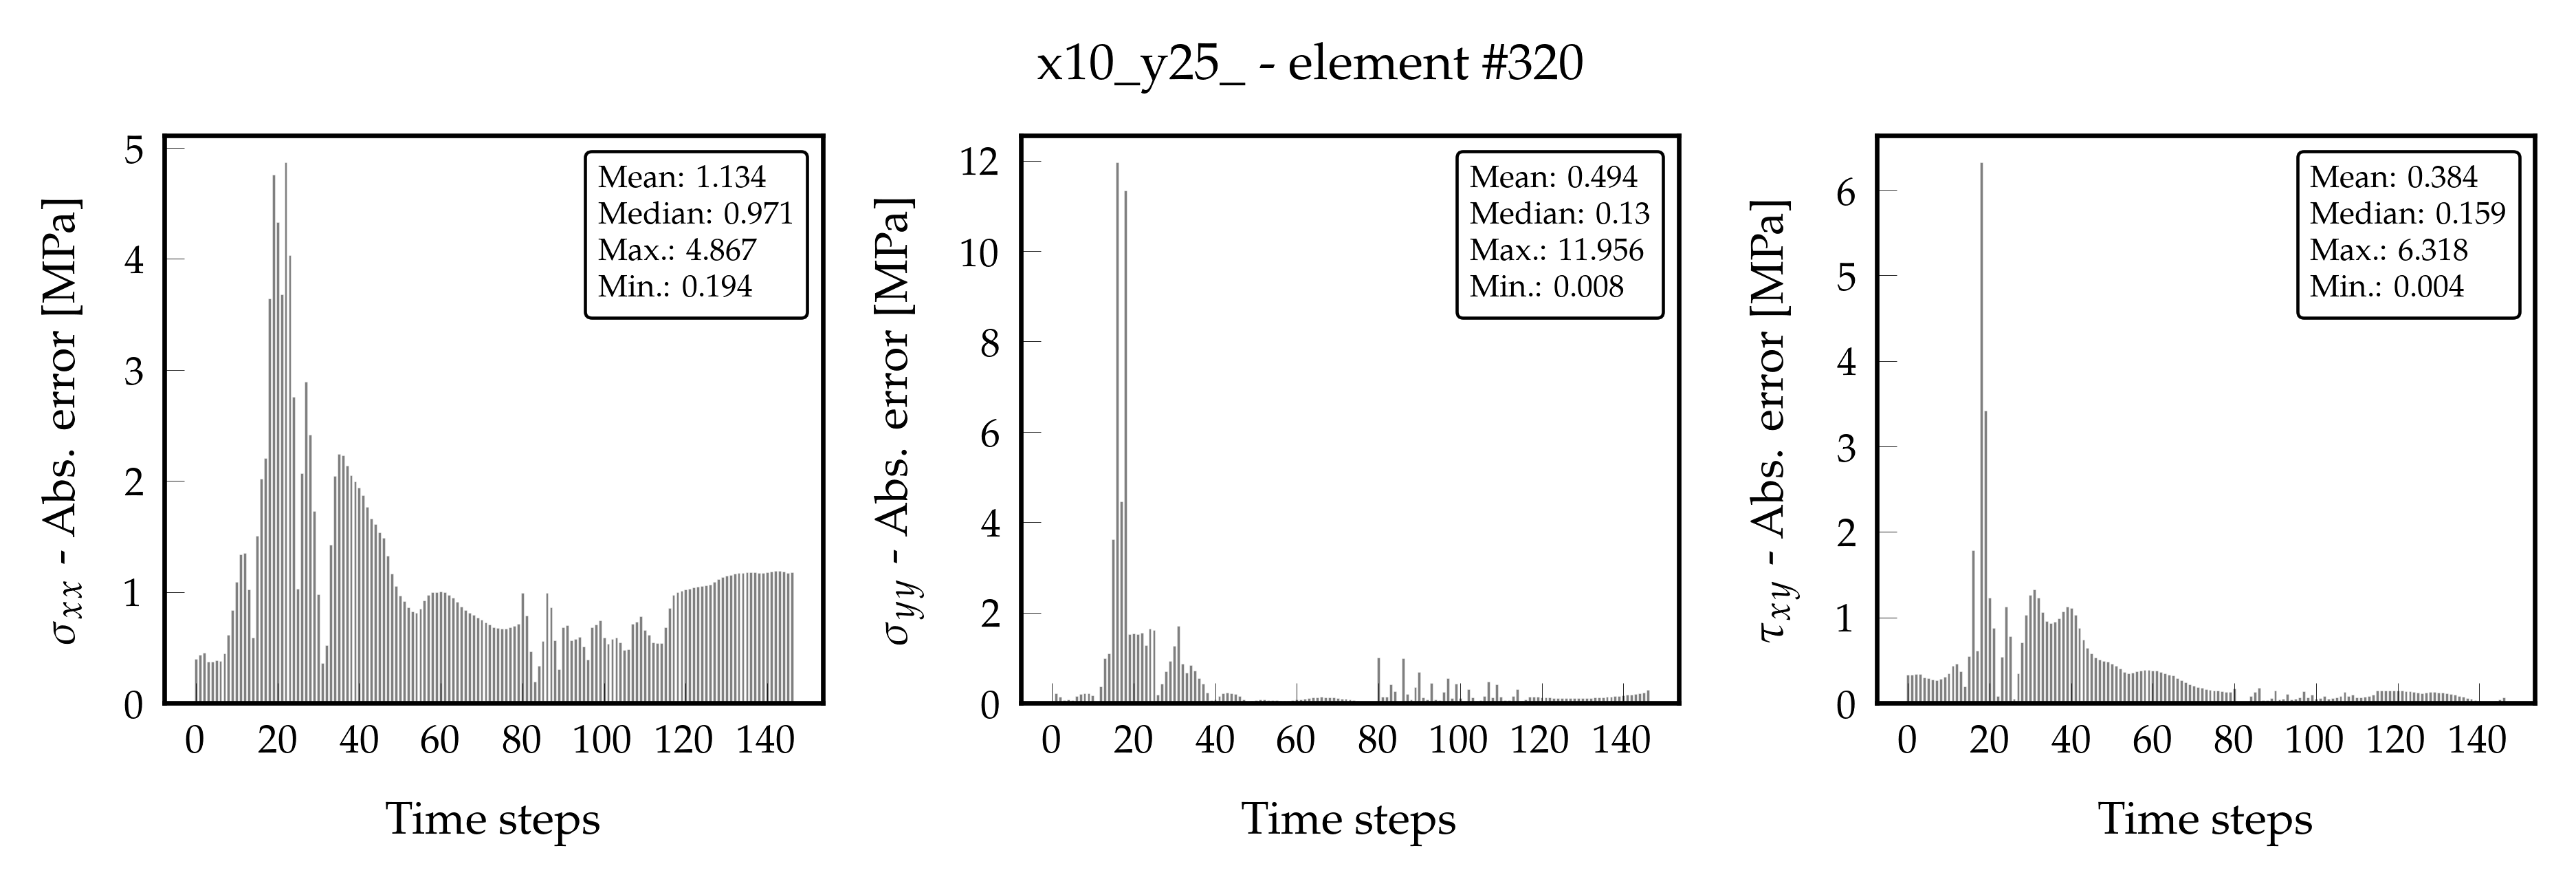 x10_y25_ - element #320
σxx - Abs. error [MPa]
5
4
3
2
1
0
0 20 40 60 80 100 120 140
Time steps
Mean: 1.134
Median: 0.971
Max.: 4.867
Min.: 0.194
σyy - Abs. error [MPa]
12
10
8
6
4
2
0
0 20 40 60 80 100 120 140
Time steps
Mean: 0.494
Median: 0.13
Max.: 11.956
Min.: 0.008
τxy - Abs. error [MPa]
6
5
4
3
2
1
0
0 20 40 60 80 100 120 140
Time steps
Mean: 0.384
Median: 0.159
Max.: 6.318
Min.: 0.004